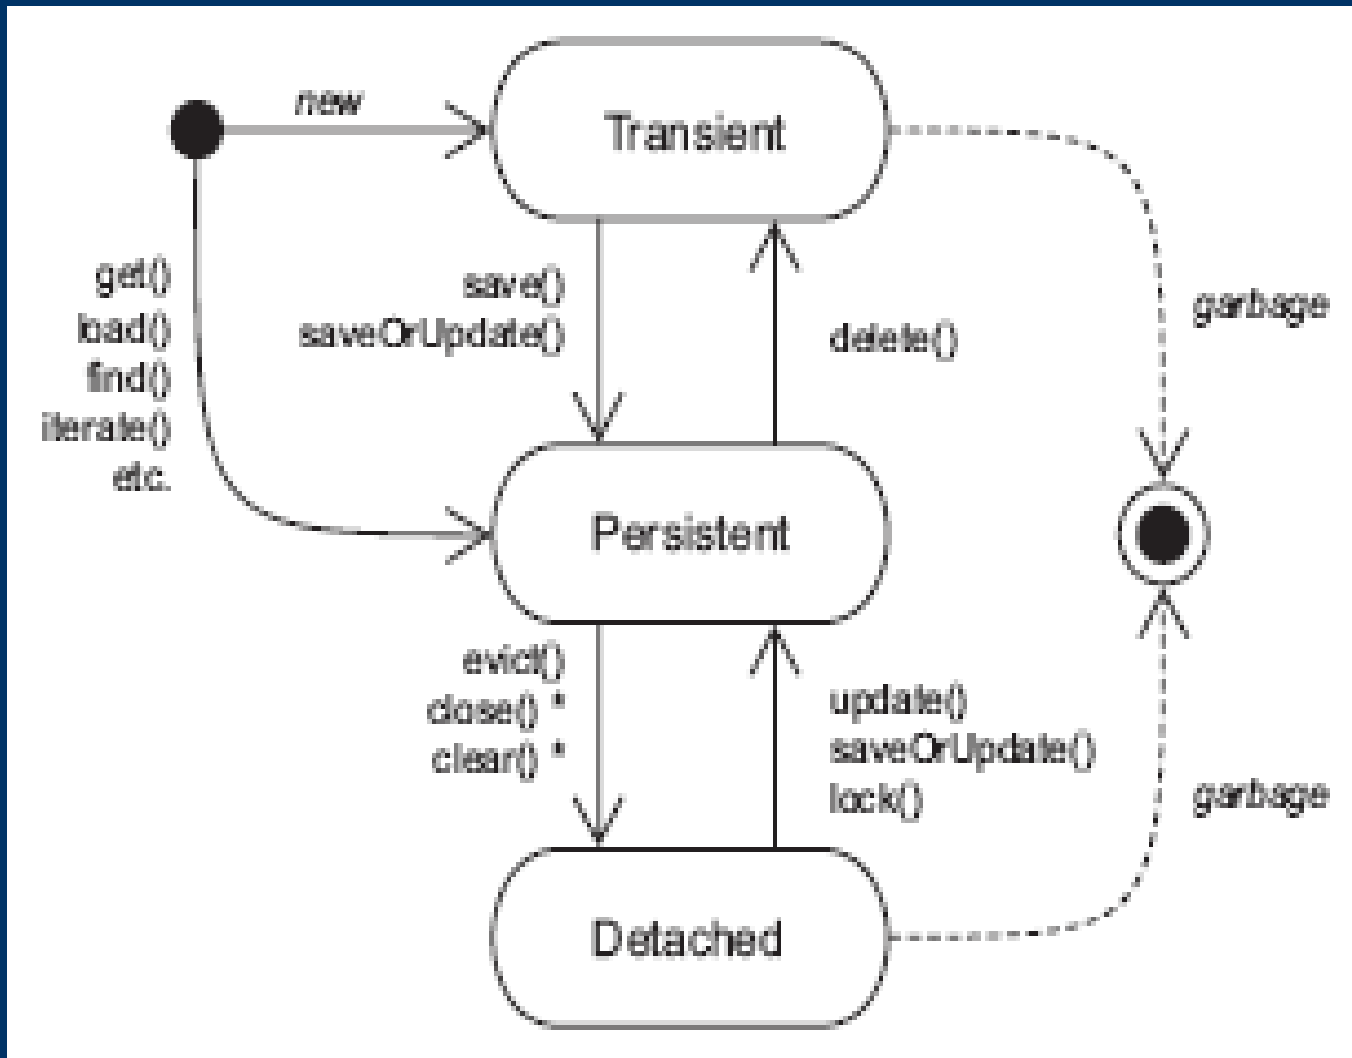 new
Transient
get()
load()
find()
iterate()
etc.
save()
saveOrUpdate()
delete()
garbage
Persistent
evict()
close() *
clear() *
update()
saveOrUpdate()
lock()
garbage
Detached